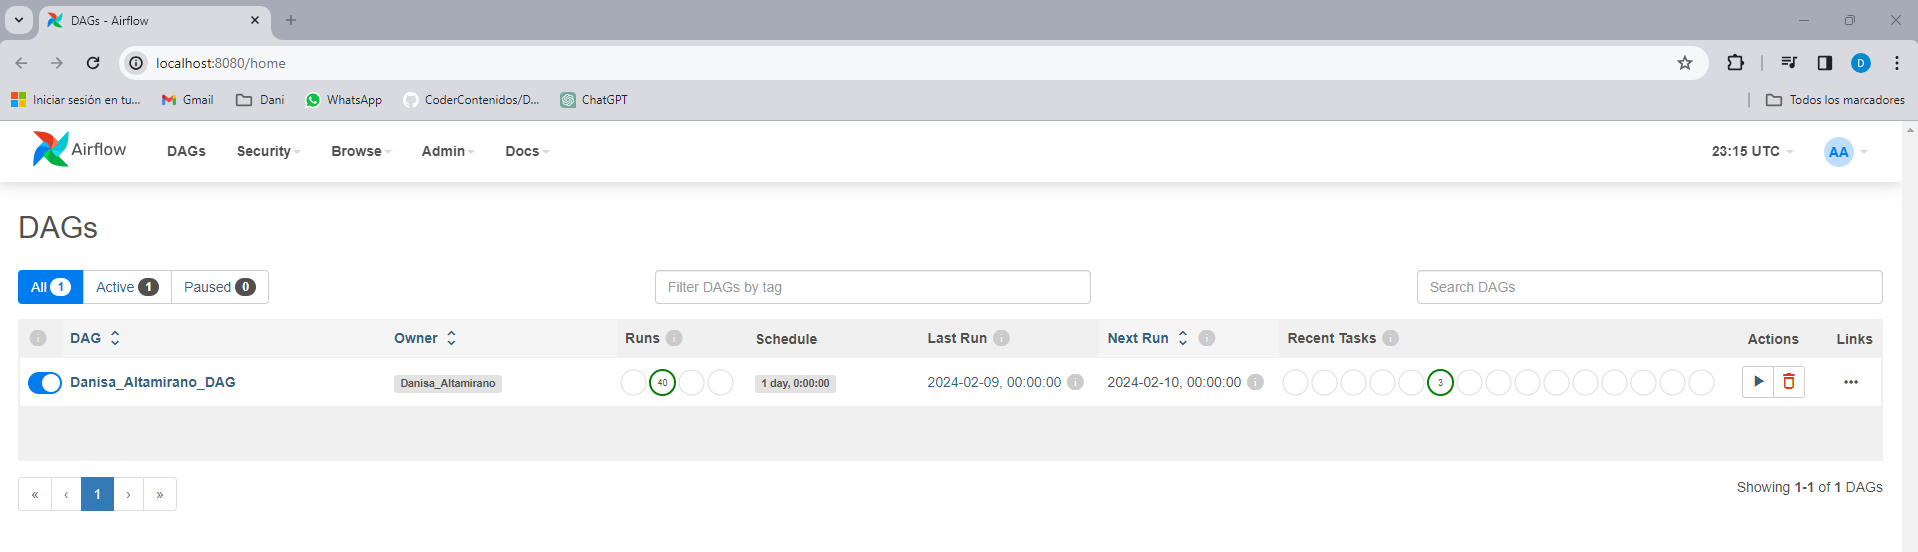 DAGs - Airflow
localhost:8080/home
Iniciar sesión en tu... Gmail Dani WhatsApp CoderContenidos/D... ChatGPT Todos los marcadores
D
Airflow DAGs Security Browse Admin Docs 23:15 UTC AA
DAGs
All 1 Active 1 Paused 0 Filter DAGs by tag Search DAGs
DAG Owner Runs Schedule Last Run Next Run Recent Tasks Actions Links
Danisa_Altamirano_DAG Danisa_Altamirano 40 1 day, 0:00:00 2024-02-09, 00:00:00 2024-02-10, 00:00:00 3
« ‹ 1 › »
Showing 1-1 of 1 DAGs